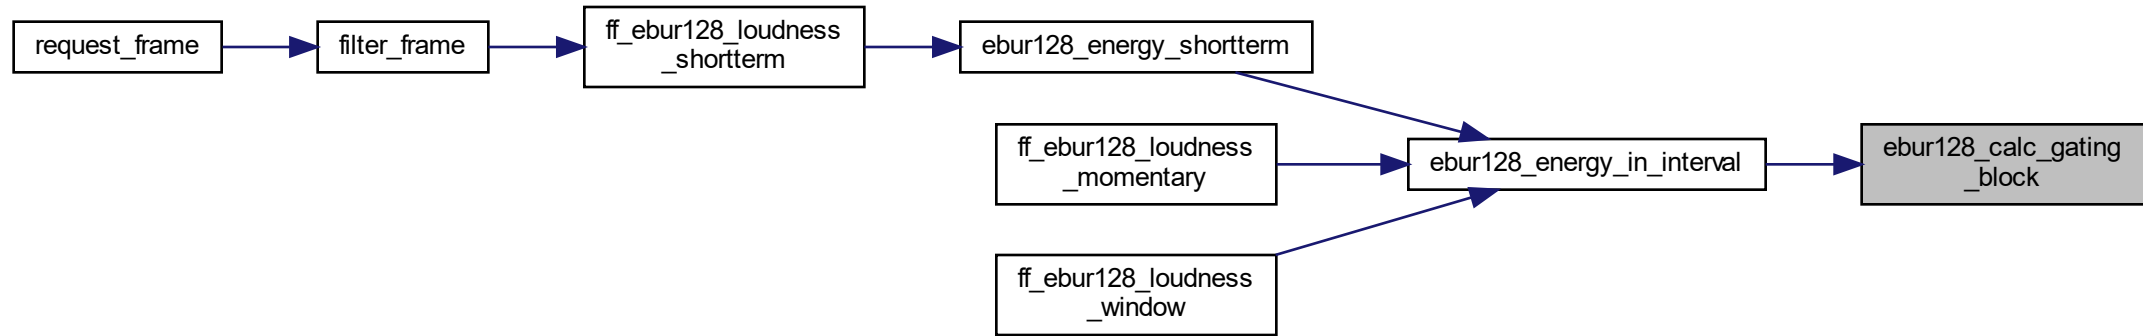 request_frame
filter_frame
ff_ebur128_loudness
_shortterm
ebur128_energy_shortterm
ff_ebur128_loudness
_momentary
ff_ebur128_loudness
_window
ebur128_energy_in_interval
ebur128_calc_gating
_block